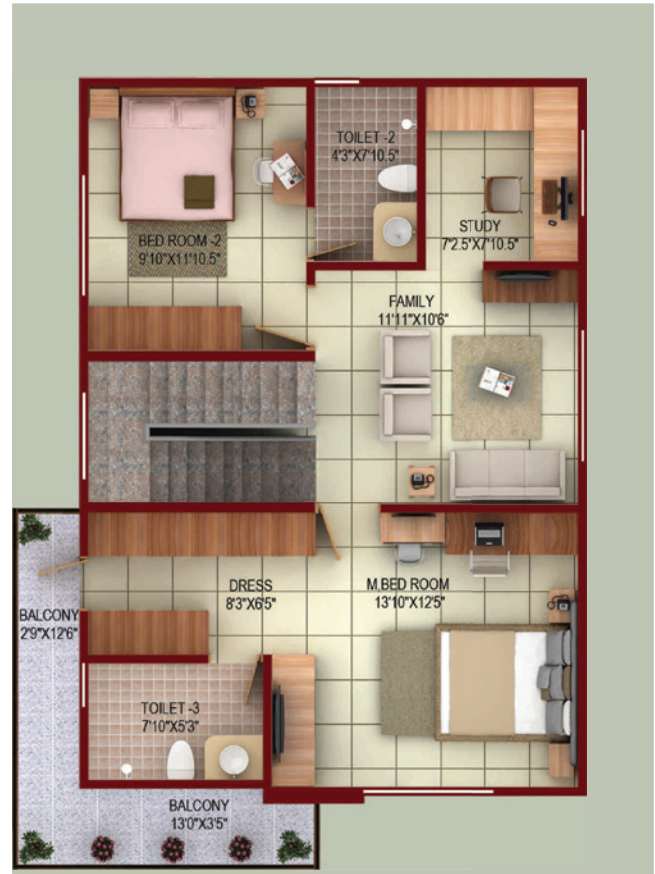 TOILET -2
4'3"X7'10.5"
STUDY
7'2.5"X7'10.5"
BED ROOM -2
9'10"X11'10.5"
FAMILY
11'11"X10'6"
DRESS
8'3"X6'5"
M.BED ROOM
13'10"X12'5"
BALCONY
2'9"X12'6"
TOILET -3
7'10"X5'3"
BALCONY
13'0"X3'5"